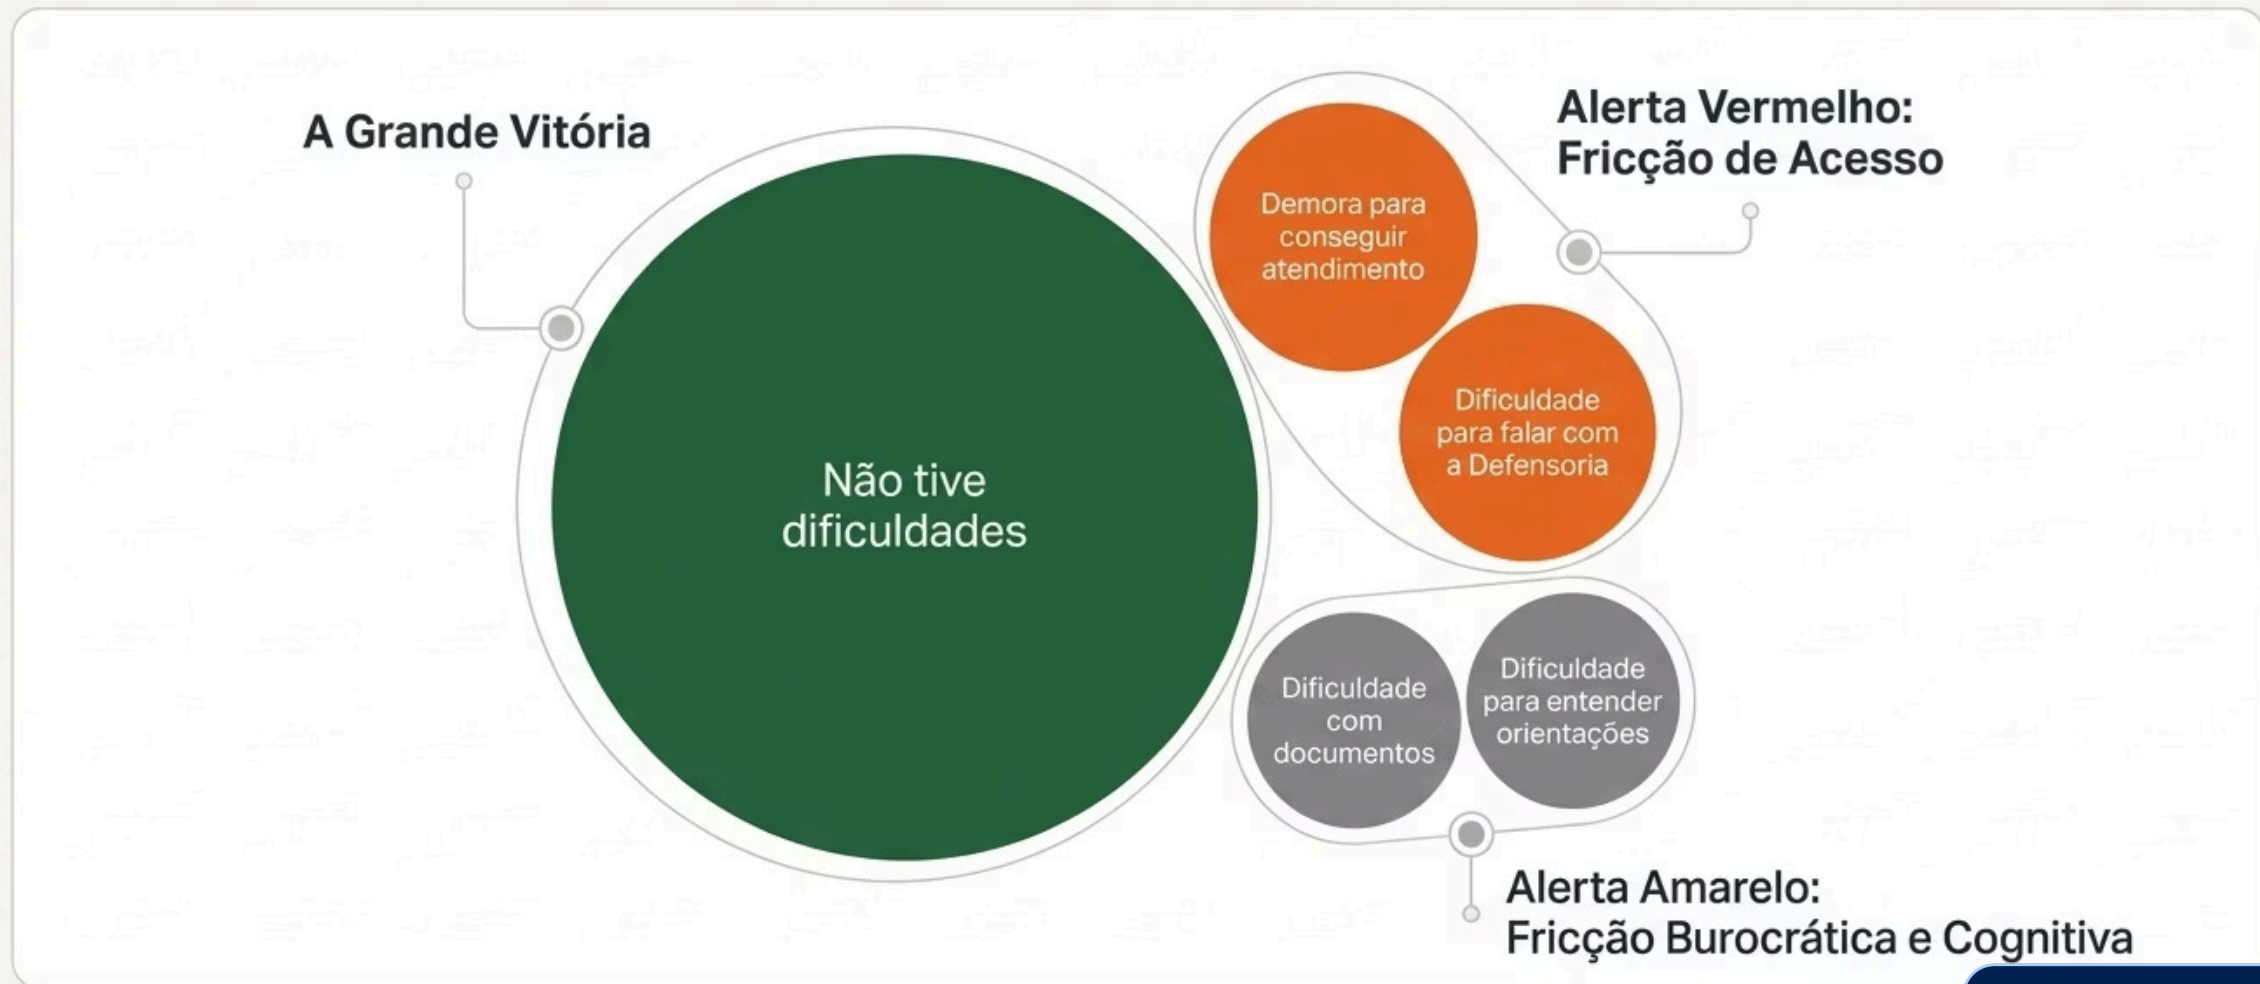 A Grande Vitória
Não tive
dificuldades
Alerta Vermelho:
Fricção de Acesso
Demora para
conseguir
atendimento
Dificuldade
para falar com
a Defensoria
Dificuldade
com
documentos
Dificuldade
para entender
orientações
Alerta Amarelo:
Fricção Burocrática e Cognitiva